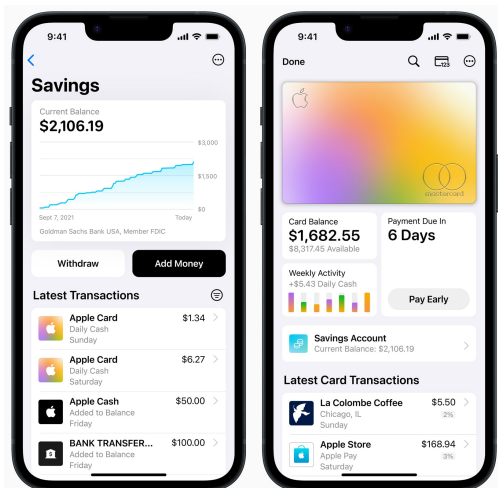 9:41
Savings
Current Balance
$2,106.19
$3,000
$1,500
$0
Sept 7, 2021 Today
Goldman Sachs Bank USA, Member FDIC
Withdraw Add Money
Latest Transactions
Apple Card $1.34
Daily Cash
Sunday
Apple Card $6.27
Daily Cash
Saturday
Apple Cash $50.00
Added to Balance
Friday
BANK TRANSFER... $100.00
Added to Balance
Friday
9:41
Done 123
mastercard
Card Balance
$1,682.55
$8,317.45 Available
Payment Due In
6 Days
Weekly Activity
+$5.43 Daily Cash
Pay Early
Savings Account
Current Balance: $2,106.19
Latest Card Transactions
La Colombe Coffee $5.50
Chicago, IL 2%
Sunday
Apple Store $168.94
Apple Pay 3%
Saturday